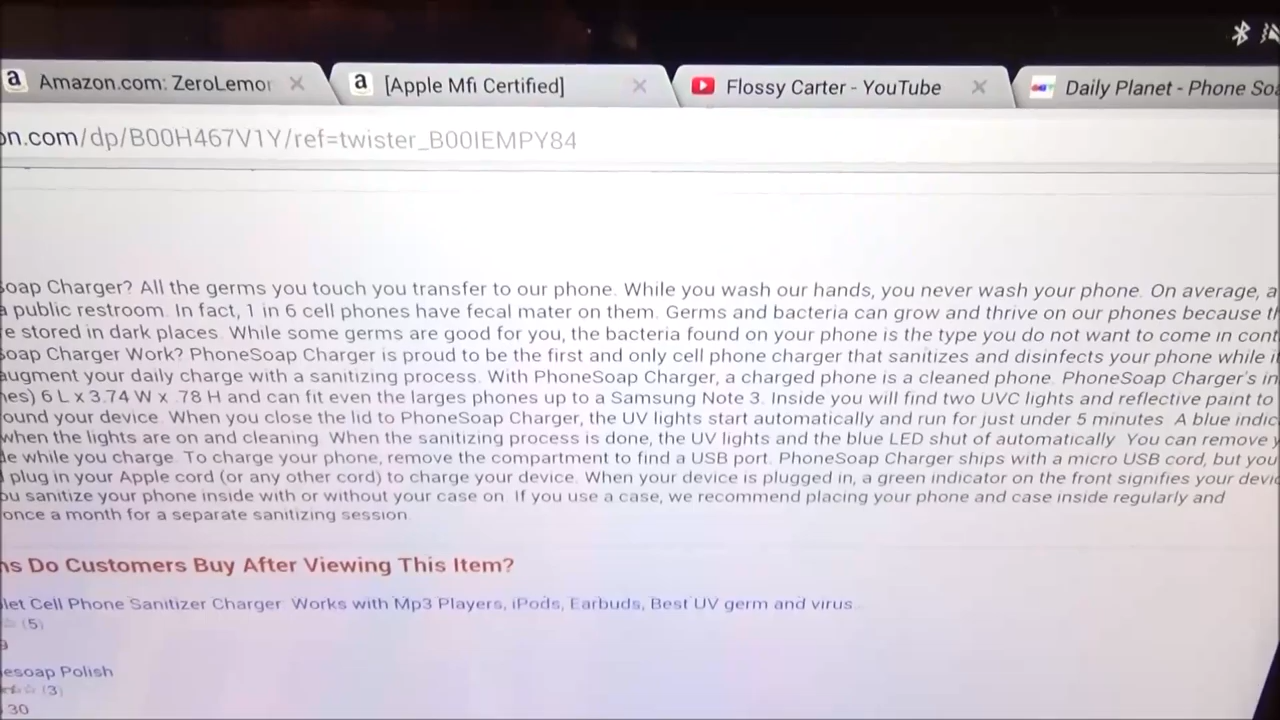 Amazon.com: ZeroLemor
[Apple Mfi Certified]
Flossy Carter - YouTube
Daily Planet - Phone Soa
on.com/dp/B00H467V1Y/ref=twister_B00IEMPY84
Soap Charger? All the germs you touch you transfer to our phone. While you wash our hands, you never wash your phone. On average, a
a public restroom. In fact, 1 in 6 cell phones have fecal mater on them. Germs and bacteria can grow and thrive on our phones because th
e stored in dark places. While some germs are good for you, the bacteria found on your phone is the type you do not want to come in cont
Soap Charger Work? PhoneSoap Charger is proud to be the first and only cell phone charger that sanitizes and disinfects your phone while it
augment your daily charge with a sanitizing process. With PhoneSoap Charger, a charged phone is a cleaned phone. PhoneSoap Charger's in
hes) 6 L x 3.74 W x .78 H and can fit even the larges phones up to a Samsung Note 3. Inside you will find two UVC lights and reflective paint to
ound your device. When you close the lid to PhoneSoap Charger, the UV lights start automatically and run for just under 5 minutes. A blue indic
when the lights are on and cleaning. When the sanitizing process is done, the UV lights and the blue LED shut of automatically. You can remove y
le while you charge. To charge your phone, remove the compartment to find a USB port. PhoneSoap Charger ships with a micro USB cord, but you
plug in your Apple cord (or any other cord) to charge your device. When your device is plugged in, a green indicator on the front signifies your devic
ou sanitize your phone inside with or without your case on. If you use a case, we recommend placing your phone and case inside regularly and
once a month for a separate sanitizing session.
ns Do Customers Buy After Viewing This Item?
let Cell Phone Sanitizer Charger Works with Mp3 Players, iPods, Earbuds, Best UV germ and virus
(5)
9
esoap Polish
(3)
30